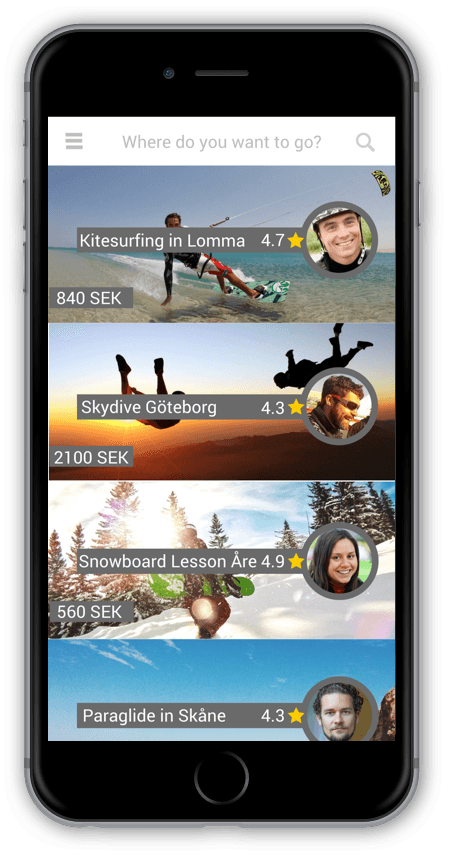 Where do you want to go?
Kitesurfing in Lomma 4.7
840 SEK
Skydive Göteborg 4.3
2100 SEK
Snowboard Lesson Åre 4.9
560 SEK
Paraglide in Skåne 4.3